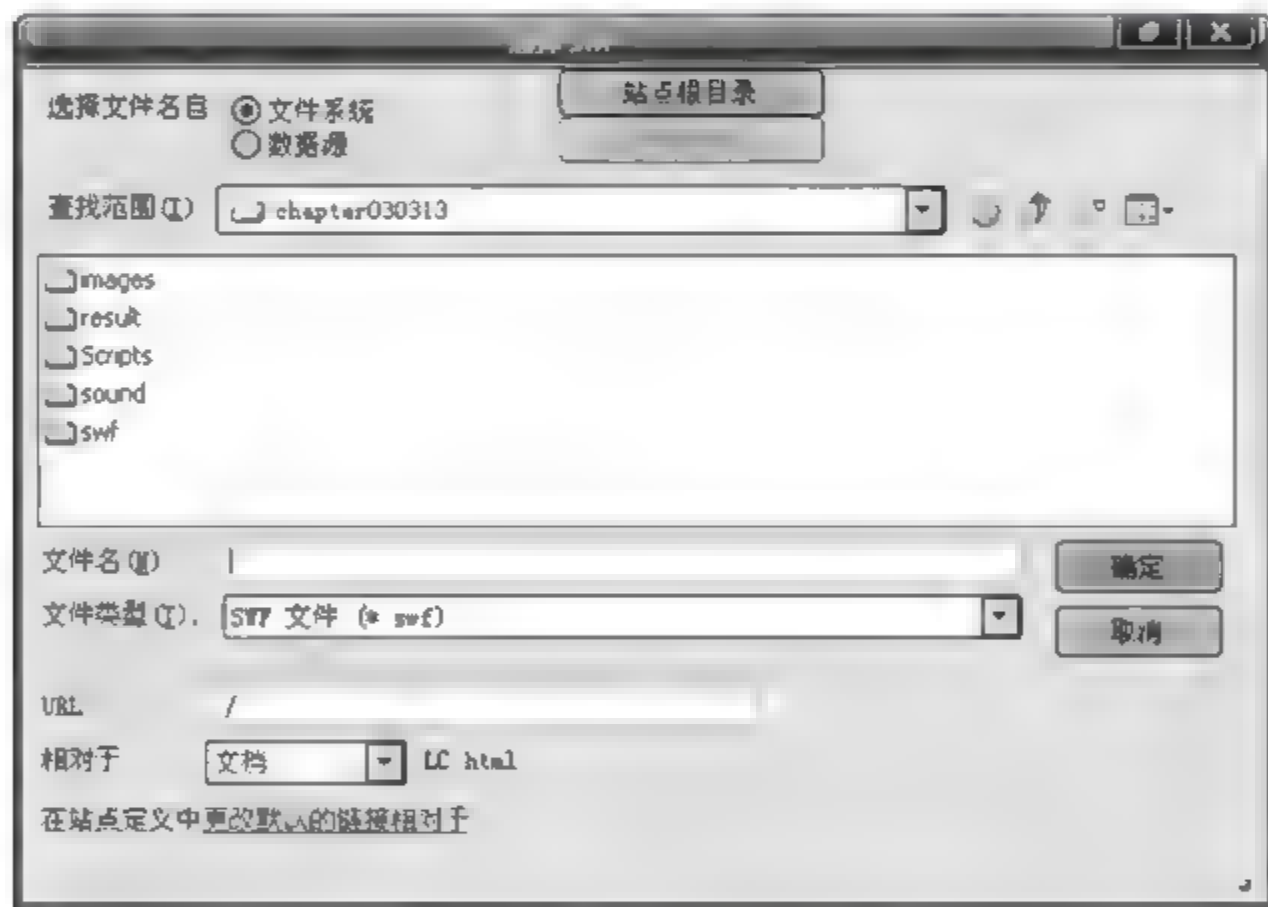 选择文件名自 文件系统 站点根目录
数据源
查找范围(I) chapter030313
images
result
Scripts
sound
swf
文件名(N)
确定
文件类型(T). SWF 文件 (* swf)
取消
URL /
相对于 文档 LC html
在站点定义中更改默认的链接相对于